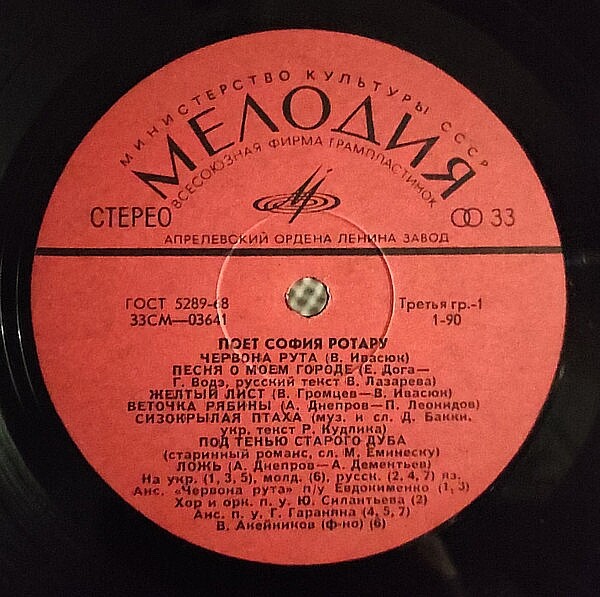 МИНИСТЕРСТВО КУЛЬТУРЫ СССР
МЕЛОДИЯ
ВСЕСОЮЗНАЯ ФИРМА ГРАМПЛАСТИНОК
СТЕРЕО
33
АПРЕЛЕВСКИЙ ОРДЕНА ЛЕНИНА ЗАВОД
ГОСТ 5289-68
Третья гр.-1
33СМ—03641
1-90
ПОЕТ СОФИЯ РОТАРУ
ЧЕРВОНА РУТА (В. Ивасюк)
ПЕСНЯ О МОЕМ ГОРОДЕ (Е. Дога—
Г. Водэ, русский текст В. Лазарева)
ЖЕЛТЫЙ ЛИСТ (В. Громцев—В. Ивасюк)
ВЕТОЧКА РЯБИНЫ (А. Днепров—П. Леонидов)
СИЗОКРЫЛАЯ ПТАХА (муз. и сл. Д. Бакки,
укр. текст Р. Кудлика)
ПОД ТЕНЬЮ СТАРОГО ДУБА
(старинный романс, сл. М. Еминеску)
ЛОЖЬ (А. Днепров—А. Дементьев)
На укр. (1, 3, 5), молд. (6), русск. (2, 4, 7) яз.
Анс. «Червона рута» п/у Евдокименко (1, 3)
Хор и орк. п. у. Ю. Силантьева (2)
Анс. п. у. Г. Гараняна (4, 5, 7)
В. Акейников (ф-но) (6)